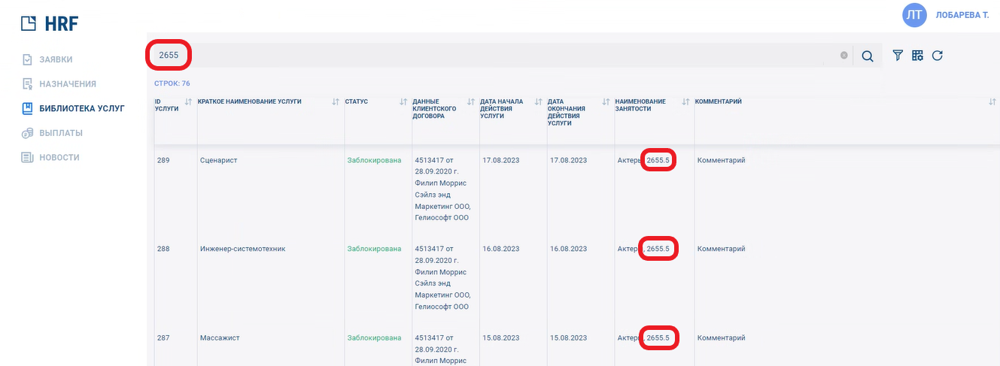 HRF
ЛТ
ЛОБАРЕВА Т.
ЗАЯВКИ
НАЗНАЧЕНИЯ
БИБЛИОТЕКА УСЛУГ
ВЫПЛАТЫ
НОВОСТИ
2655
СТРОК: 76
ID УСЛУГИ
КРАТКОЕ НАИМЕНОВАНИЕ УСЛУГИ
СТАТУС
ДАННЫЕ
КЛИЕНТСКОГО
ДОГОВОРА
ДАТА НАЧАЛА
ДЕЙСТВИЯ
УСЛУГИ
ДАТА
ОКОНЧАНИЯ
ДЕЙСТВИЯ
УСЛУГИ
НАИМЕНОВАНИЕ
ЗАНЯТОСТИ
КОММЕНТАРИЙ
289
Сценарист
Заблокирована
4513417 от
28.09.2020 г.
Филип Моррис
Сэйлз энд
Маркетинг ООО,
Гелиософт ООО
17.08.2023
17.08.2023
2655.5
Комментарий
288
Инженер-системотехник
Заблокирована
4513417 от
28.09.2020 г.
Филип Моррис
Сэйлз энд
Маркетинг ООО,
Гелиософт ООО
16.08.2023
16.08.2023
2655.5
Комментарий
287
Массажист
Заблокирована
4513417 от
28.09.2020 г.
Филип Моррис
15.08.2023
15.08.2023
2655.5
Комментарий